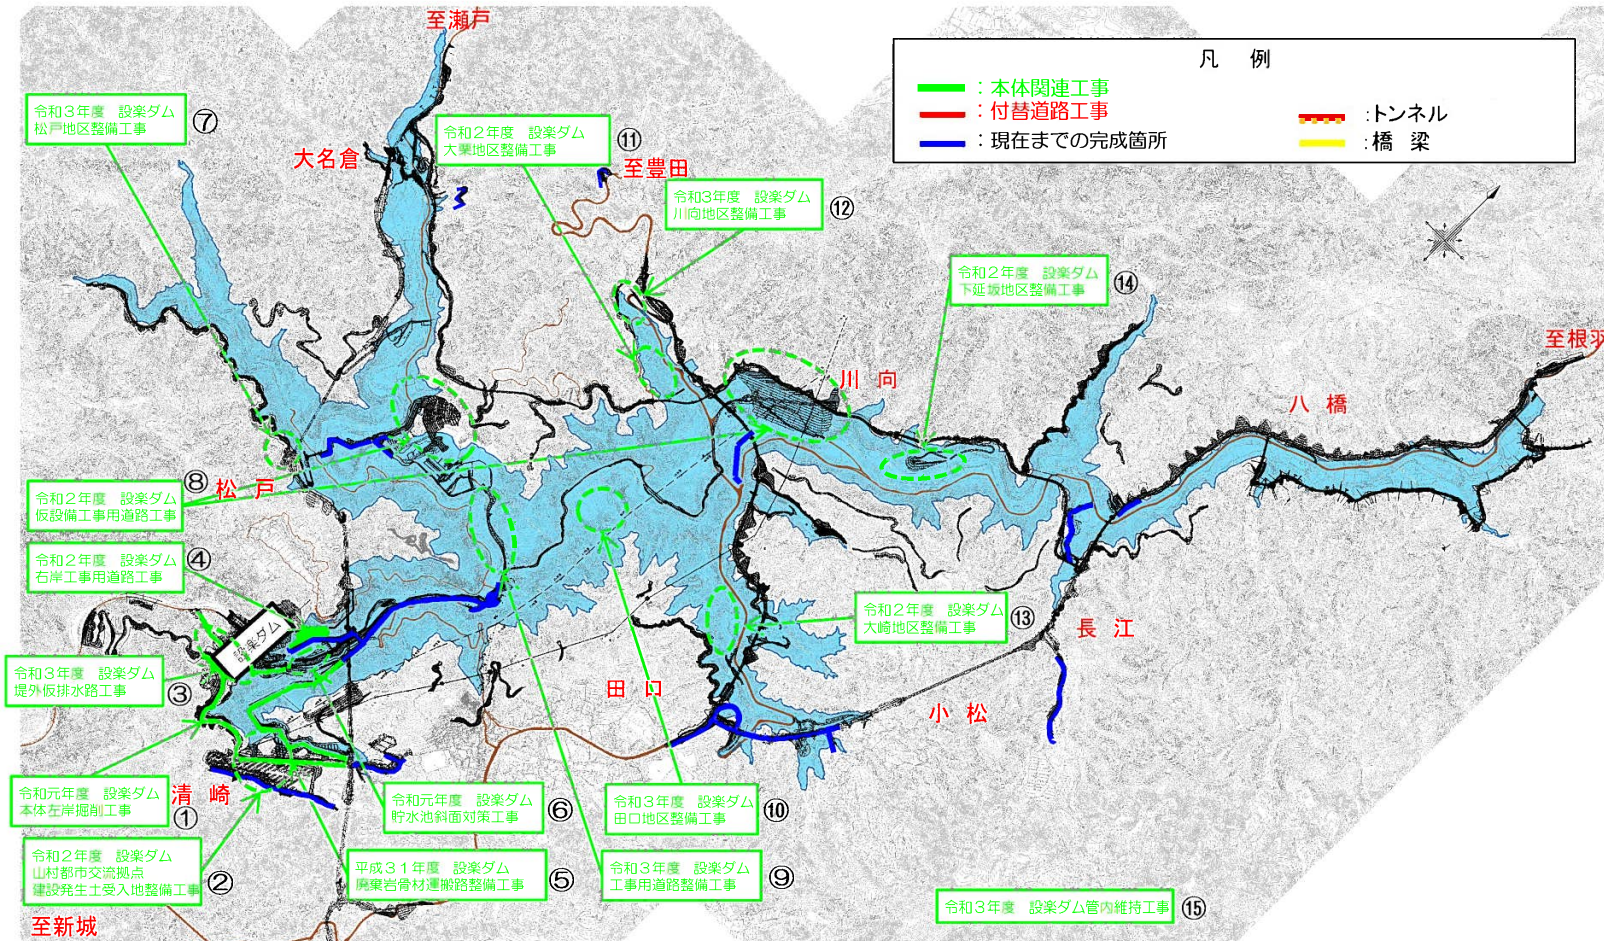 至瀬戸
凡 例
：本体関連工事
：付替道路工事
：現在までの完成箇所
：トンネル
：橋 梁
令和３年度 設楽ダム
松戸地区整備工事
⑦
大名倉
令和２年度 設楽ダム
大栗地区整備工事
⑪
至豊田
令和3年度 設楽ダム
川向地区整備工事
⑫
令和２年度 設楽ダム
下延坂地区整備工事
⑭
至根羽
川 向
八 橋
令和２年度 設楽ダム
仮設備工事用道路工事
⑧
松 戸
令和２年度 設楽ダム
右岸工事用道路工事
④
設楽ダム
令和３年度 設楽ダム
堤外仮排水路工事
③
令和２年度 設楽ダム
大崎地区整備工事
⑬
長 江
田 口
小 松
令和元年度 設楽ダム
本体左岸掘削工事
①
清 崎
令和元年度 設楽ダム
貯水池斜面対策工事
⑥
令和３年度 設楽ダム
田口地区整備工事
⑩
令和２年度 設楽ダム
山村都市交流拠点
建設発生土受入地整備工事
②
平成３１年度 設楽ダム
廃棄岩骨材運搬路整備工事
⑤
令和３年度 設楽ダム
工事用道路整備工事
⑨
令和３年度 設楽ダム管内維持工事
⑮
至新城